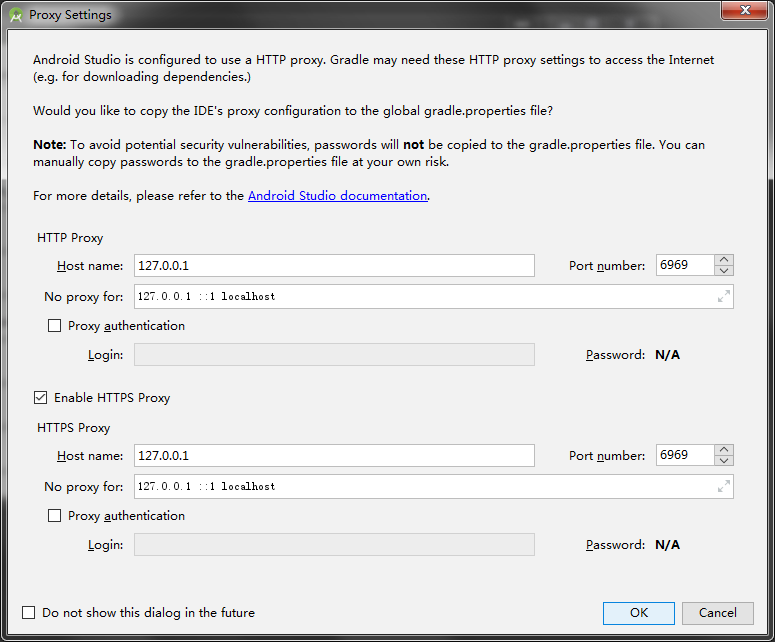 Proxy Settings
Android Studio is configured to use a HTTP proxy. Gradle may need these HTTP proxy settings to access the Internet
(e.g. for downloading dependencies.)
Would you like to copy the IDE's proxy configuration to the global gradle.properties file?
Note: To avoid potential security vulnerabilities, passwords will not be copied to the gradle.properties file. You can
manually copy passwords to the gradle.properties file at your own risk.
For more details, please refer to the Android Studio documentation.
HTTP Proxy
Host name: 127.0.0.1 Port number: 6969
No proxy for: 127.0.0.1 ::1 localhost
Proxy authentication
Login: Password: N/A
Enable HTTPS Proxy
HTTPS Proxy
Host name: 127.0.0.1 Port number: 6969
No proxy for: 127.0.0.1 ::1 localhost
Proxy authentication
Login: Password: N/A
Do not show this dialog in the future OK Cancel